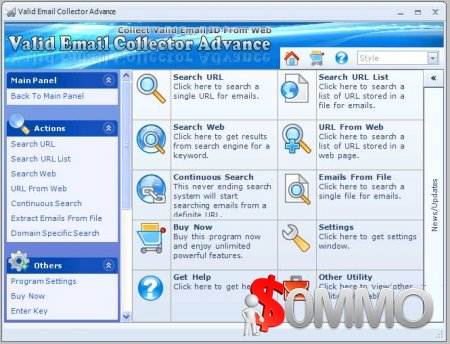 Valid Email Collector Advance
Collect Valid Email ID From Web
Valid Email Collector Advance
Style
Main Panel
Back To Main Panel
Actions
Search URL
Search URL List
Search Web
URL From Web
Continuous Search
Extract Emails From File
Domain Specific Search
Others
Program Settings
Buy Now
Enter Key
Search URL
Click here to search a
single URL for emails.
Search URL List
Click here to search a
list of URL stored in a
file for emails.
Search Web
Click here to get results
from search engine for a
keyword.
URL From Web
Click here to search a
list of URL stored in a
web page.
Continuous Search
This never ending search
system will start
searching emails from a
definite URL.
Emails From File
Click here to search a
single file for emails.
Buy Now
Buy this program now
and enjoy unlimited
powerful features.
Settings
Click here to get settings
window.
Get Help
Click here to get
Other Utility
Click here to view other
News/Updates
$OMMO